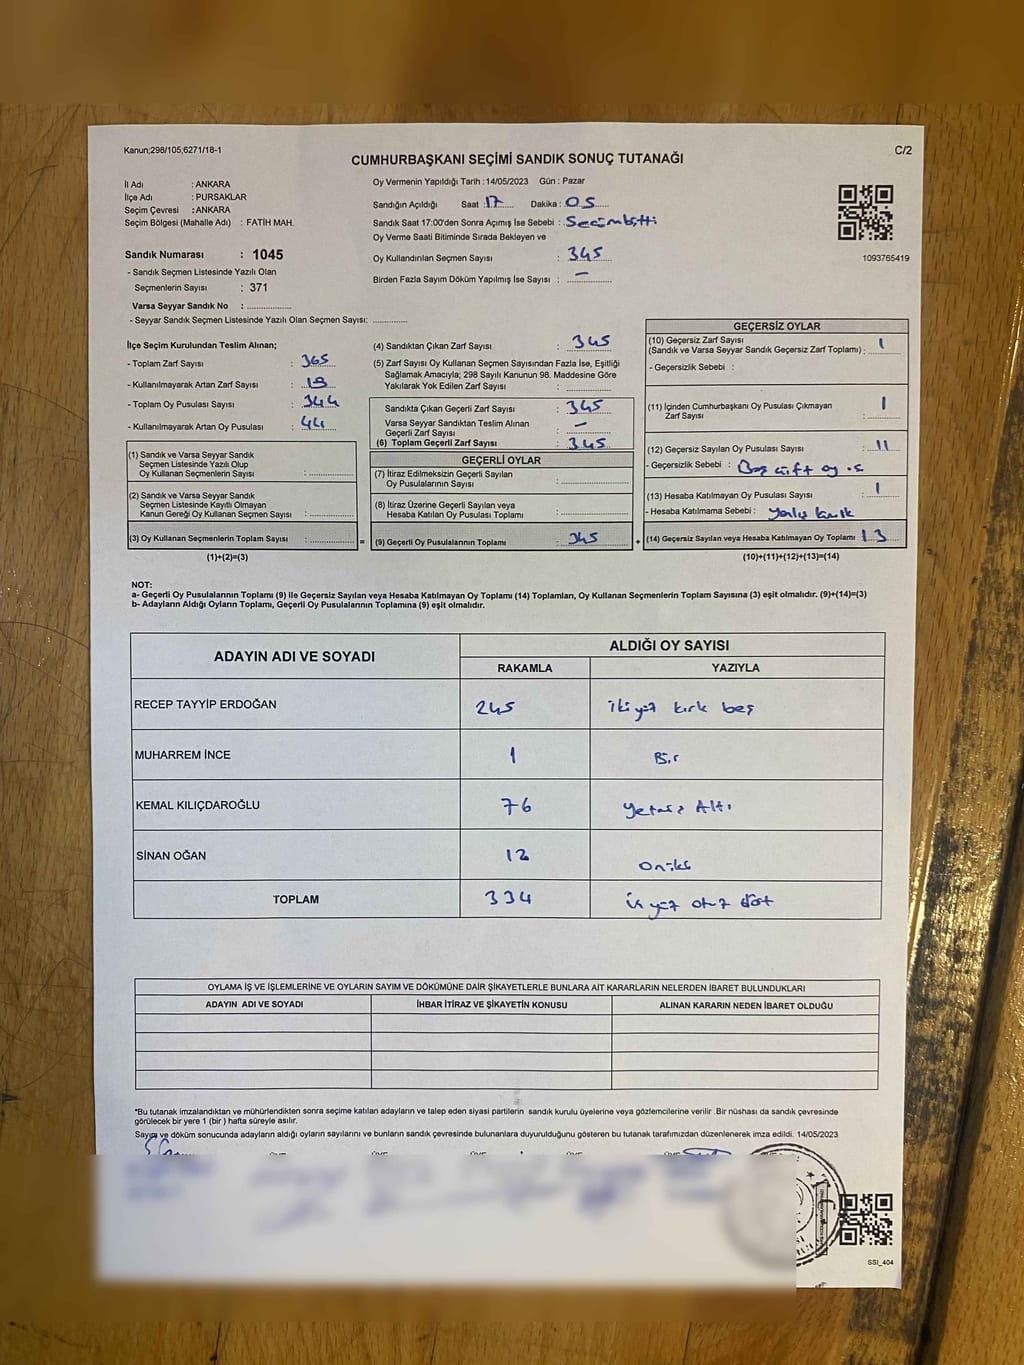 Kanun;298/105,6271/18-1
C/2
CUMHURBAŞKANI SEÇİMİ SANDIK SONUÇ TUTANAĞI
İl Adı : ANKARA
İlçe Adı : PURSAKLAR
Seçim Çevresi : ANKARA
Seçim Bölgesi (Mahalle Adı) : FATİH MAH.
Oy Vermenin Yapıldığı Tarih : 14/05/2023 Gün : Pazar
Sandığın Açıldığı Saat : 17 Dakika : 05
Sandık Saat 17:00'den Sonra Açımış İse Sebebi : Secim bitti
Oy Verme Saati Bitiminde Sırada Bekleyen ve
Oy Kullandırılan Seçmen Sayısı : 345
Birden Fazla Sayım Döküm Yapılmış İse Sayısı : –
1093765419
Sandık Numarası : 1045
- Sandık Seçmen Listesinde Yazılı Olan
Seçmenlerin Sayısı : 371
Varsa Seyyar Sandık No :
- Seyyar Sandık Seçmen Listesinde Yazılı Olan Seçmen Sayısı:
İlçe Seçim Kurulundan Teslim Alınan;
- Toplam Zarf Sayısı : 365
- Kullanılmayarak Artan Zarf Sayısı : 19
- Toplam Oy Pusulası Sayısı : 344
- Kullanılmayarak Artan Oy Pusulası : 44
(1) Sandık ve Varsa Seyyar Sandık
Seçmen Listesinde Yazılı Olup
Oy Kullanan Seçmenlerin Sayısı :
(2) Sandık ve Varsa Seyyar Sandık
Seçmen Listesinde Kayıtlı Olmayan
Kanun Gereği Oy Kullanan Seçmen Sayısı :
(3) Oy Kullanan Seçmenlerin Toplam Sayısı :
(1)+(2)=(3)
(4) Sandıktan Çıkan Zarf Sayısı : 345
(5) Zarf Sayısı Oy Kullanan Seçmen Sayısından Fazla İse, Eşitliği
Sağlamak Amacıyla; 298 Sayılı Kanunun 98. Maddesine Göre
Yakılarak Yok Edilen Zarf Sayısı :
Sandıkta Çıkan Geçerli Zarf Sayısı : 345
Varsa Seyyar Sandıktan Teslim Alınan
Geçerli Zarf Sayısı : –
(6) Toplam Geçerli Zarf Sayısı : 345
GEÇERLİ OYLAR
(7) İtiraz Edilmeksizin Geçerli Sayılan
Oy Pusulalarının Sayısı :
(8) İtiraz Üzerine Geçerli Sayılan veya
Hesaba Katılan Oy Pusulası Toplamı :
= (9) Geçerli Oy Pusulalarının Toplamı : 345
GEÇERSİZ OYLAR
(10) Geçersiz Zarf Sayısı
(Sandık ve Varsa Seyyar Sandık Geçersiz Zarf Toplamı) : 1
- Geçersizlik Sebebi :
(11) İçinden Cumhurbaşkanı Oy Pusulası Çıkmayan
Zarf Sayısı : 1
(12) Geçersiz Sayılan Oy Pusulası Sayısı : 11
- Geçersizlik Sebebi : Boş çift oy
(13) Hesaba Katılmayan Oy Pusulası Sayısı : 1
- Hesaba Katılmama Sebebi :
+ (14) Geçersiz Sayılan veya Hesaba Katılmayan Oy Toplamı 13
(10)+(11)+(12)+(13)=(14)
NOT:
a- Geçerli Oy Pusulasının Toplamı (9) ile Geçersiz Sayılan veya Hesaba Katılmayan Oy Toplamı (14) Toplamları, Oy Kullanan Seçmenlerin Toplam Sayısına (3) eşit olmalıdır. (9)+(14)=(3)
b- Adayların Aldığı Oyların Toplamı, Geçerli Oy Pusulalarının Toplamına (9) eşit olmalıdır.
ADAYIN ADI VE SOYADI
ALDIĞI OY SAYISI
RAKAMLA YAZIYLA
RECEP TAYYİP ERDOĞAN 245 ikiyüz kırk beş
MUHARREM İNCE 1 Bir
KEMAL KILIÇDAROĞLU 76 Yetmiş Altı
SİNAN OĞAN 12 oniki
TOPLAM 334 üçyüz otuz dört
OYLAMA İŞ VE İŞLEMLERİNE VE OYLARIN SAYIM VE DÖKÜMÜNE DAİR ŞİKAYETLERLE BUNLARA AİT KARARLARIN NELERDEN İBARET BULUNDUKLARI
ADAYIN ADI VE SOYADI İHBAR İTİRAZ VE ŞİKAYETİN KONUSU ALINAN KARARIN NEDEN İBARET OLDUĞU
*Bu tutanak imzalandıktan ve mühürlendikten sonra seçime katılan adayların ve talep eden siyasi partilerin sandık kurulu üyelerine veya gözlemcilerine verilir .Bir nüshası da sandık çevresinde
görülecek bir yere 1 (bir ) hafta süreyle asılır.
Sayım ve döküm sonucunda adayların aldığı oyların sayılarını ve bunların sandık çevresinde bulunanlara duyurulduğunu gösteren bu tutanak tarafımızdan düzenlenerek imza edildi. 14/05/2023
SSI_404